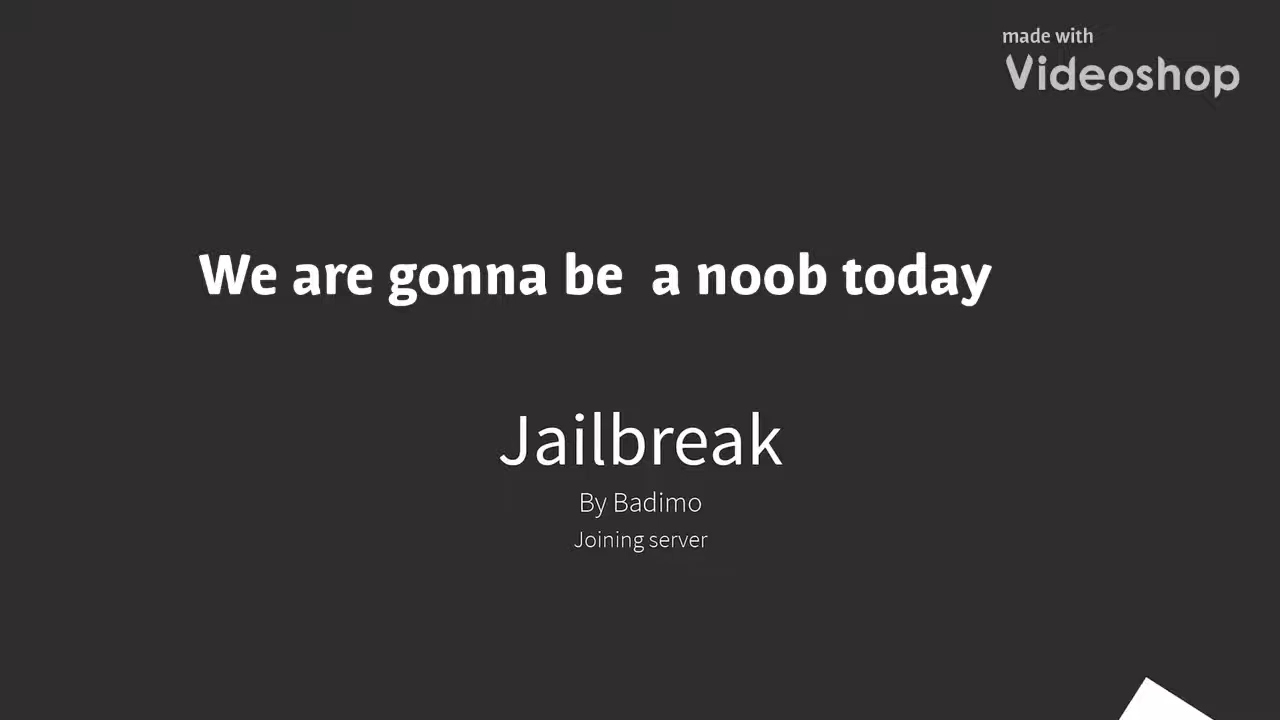 made with
Videoshop
We are gonna be a noob today
Jailbreak
By Badimo
Joining server